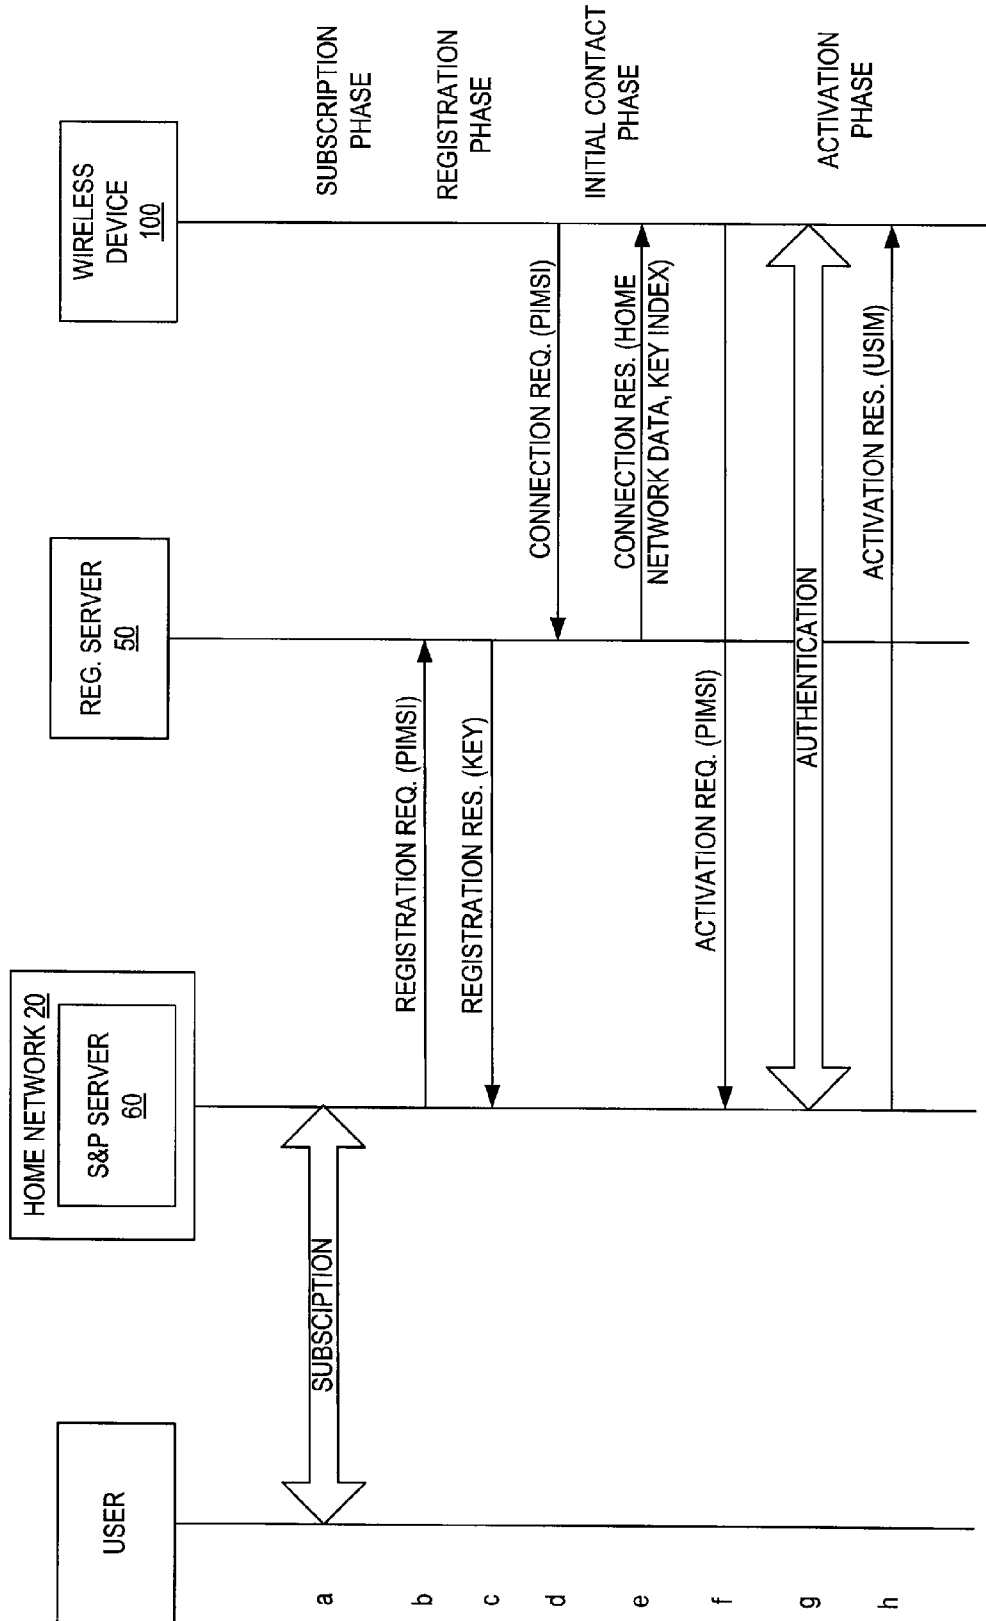 USER
HOME NETWORK 20
S&P SERVER
60
REG. SERVER
50
WIRELESS
DEVICE
100
a
SUBSCIPTION
SUBSCRIPTION
PHASE
b
REGISTRATION REQ. (PIMSI)
REGISTRATION
PHASE
c
REGISTRATION RES. (KEY)
d
CONNECTION REQ. (PIMSI)
INITIAL CONTACT
PHASE
e
CONNECTION RES. (HOME
NETWORK DATA, KEY INDEX)
f
ACTIVATION REQ. (PIMSI)
g
AUTHENTICATION
ACTIVATION
PHASE
h
ACTIVATION RES. (USIM)